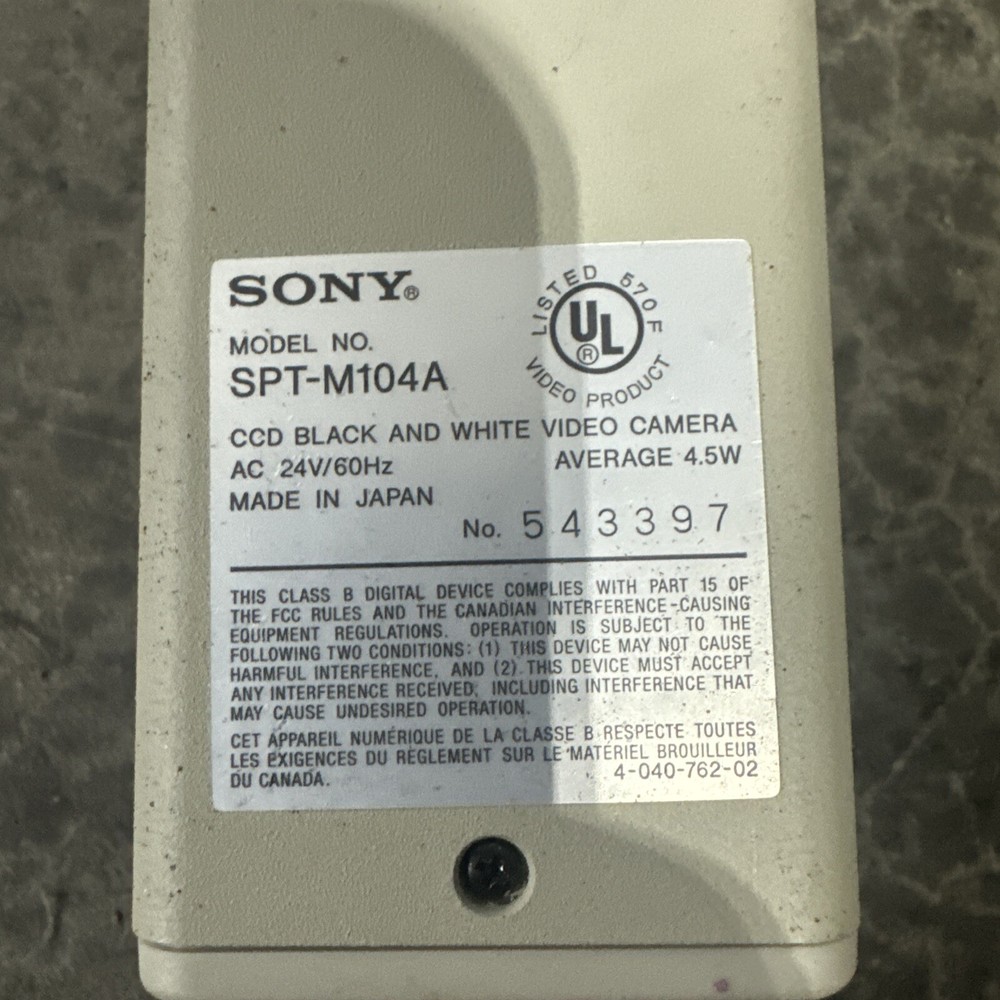 SONY®
LISTED 570F
UL®
VIDEO PRODUCT
MODEL NO.
SPT-M104A
CCD BLACK AND WHITE VIDEO CAMERA
AC 24V/60Hz AVERAGE 4.5W
MADE IN JAPAN
No. 543397
THIS CLASS B DIGITAL DEVICE COMPLIES WITH PART 15 OF
THE FCC RULES AND THE CANADIAN INTERFERENCE-CAUSING
EQUIPMENT REGULATIONS. OPERATION IS SUBJECT TO THE
FOLLOWING TWO CONDITIONS: (1) THIS DEVICE MAY NOT CAUSE
HARMFUL INTERFERENCE, AND (2) THIS DEVICE MUST ACCEPT
ANY INTERFERENCE RECEIVED, INCLUDING INTERFERENCE THAT
MAY CAUSE UNDESIRED OPERATION.
CET APPAREIL NUMÉRIQUE DE LA CLASSE B RESPECTE TOUTES
LES EXIGENCES DU RÈGLEMENT SUR LE MATÉRIEL BROUILLEUR
DU CANADA. 4-040-762-02